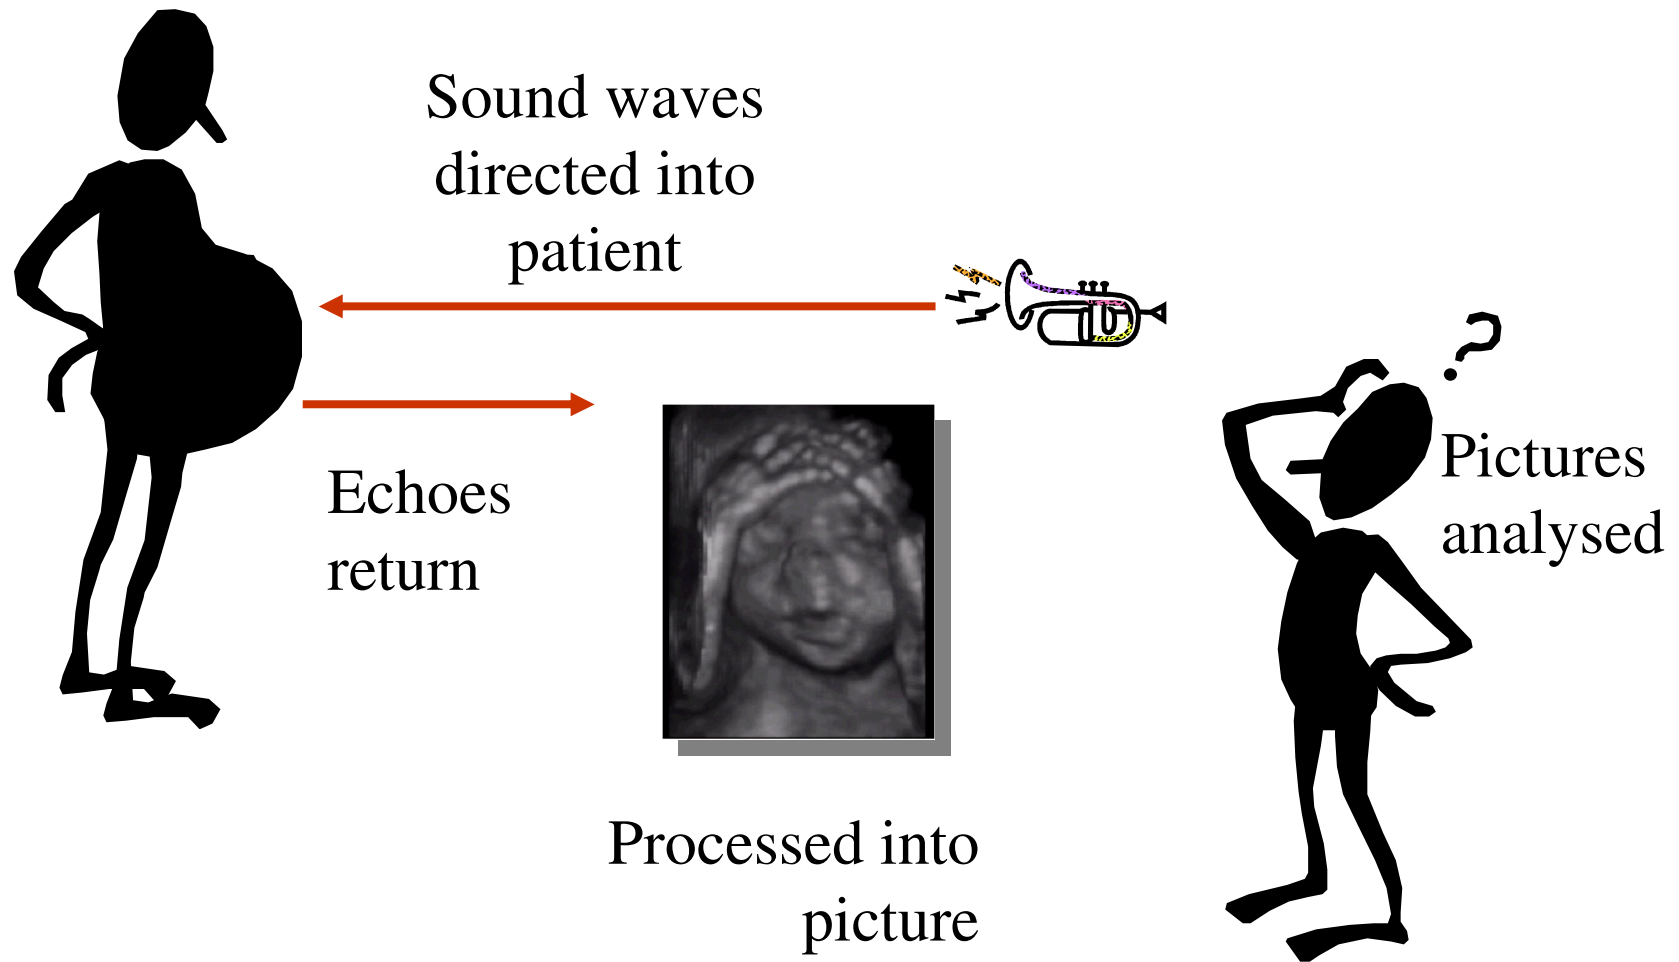 Sound waves
directed into
patient
Echoes
return
Processed into
picture
?
Pictures
analysed